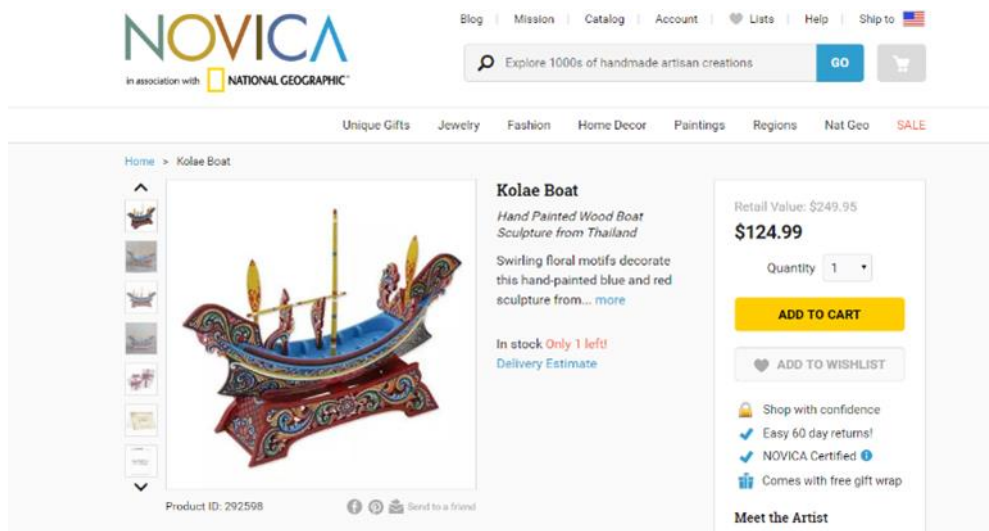 NOVICA
in association with NATIONAL GEOGRAPHIC
Blog Mission Catalog Account Lists Help Ship to
Explore 1000s of handmade artisan creations GO
Unique Gifts Jewelry Fashion Home Decor Paintings Regions Nat Geo SALE
Home > Kolae Boat
Kolae Boat
Hand Painted Wood Boat
Sculpture from Thailand
Swirling floral motifs decorate
this hand-painted blue and red
sculpture from... more
In stock Only 1 left!
Delivery Estimate
Product ID: 292598
Send to a friend
Retail Value: $249.95
$124.99
Quantity 1
ADD TO CART
ADD TO WISHLIST
Shop with confidence
Easy 60 day returns!
NOVICA Certified
Comes with free gift wrap
Meet the Artist